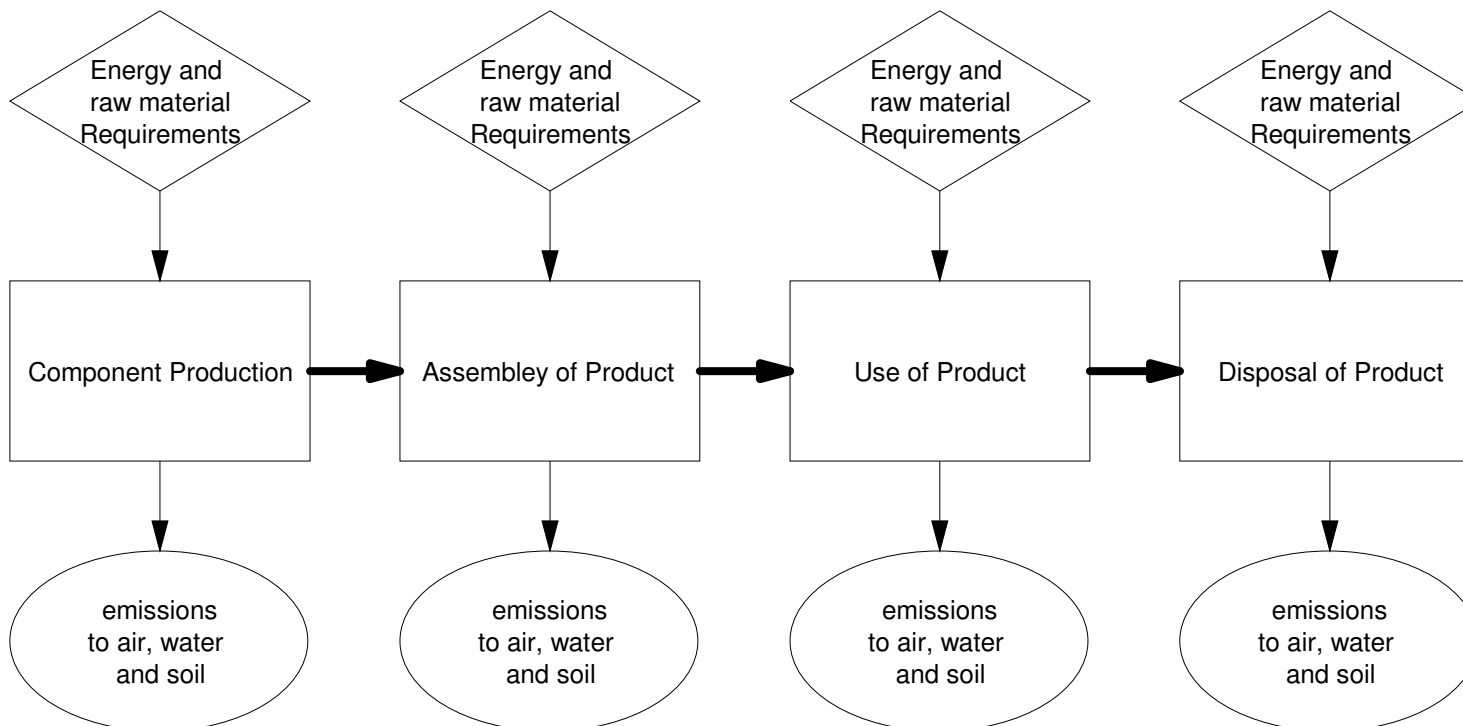 Energy and
raw material
Requirements
Energy and
raw material
Requirements
Energy and
raw material
Requirements
Energy and
raw material
Requirements
Component Production
Assembley of Product
Use of Product
Disposal of Product
emissions
to air, water
and soil
emissions
to air, water
and soil
emissions
to air, water
and soil
emissions
to air, water
and soil